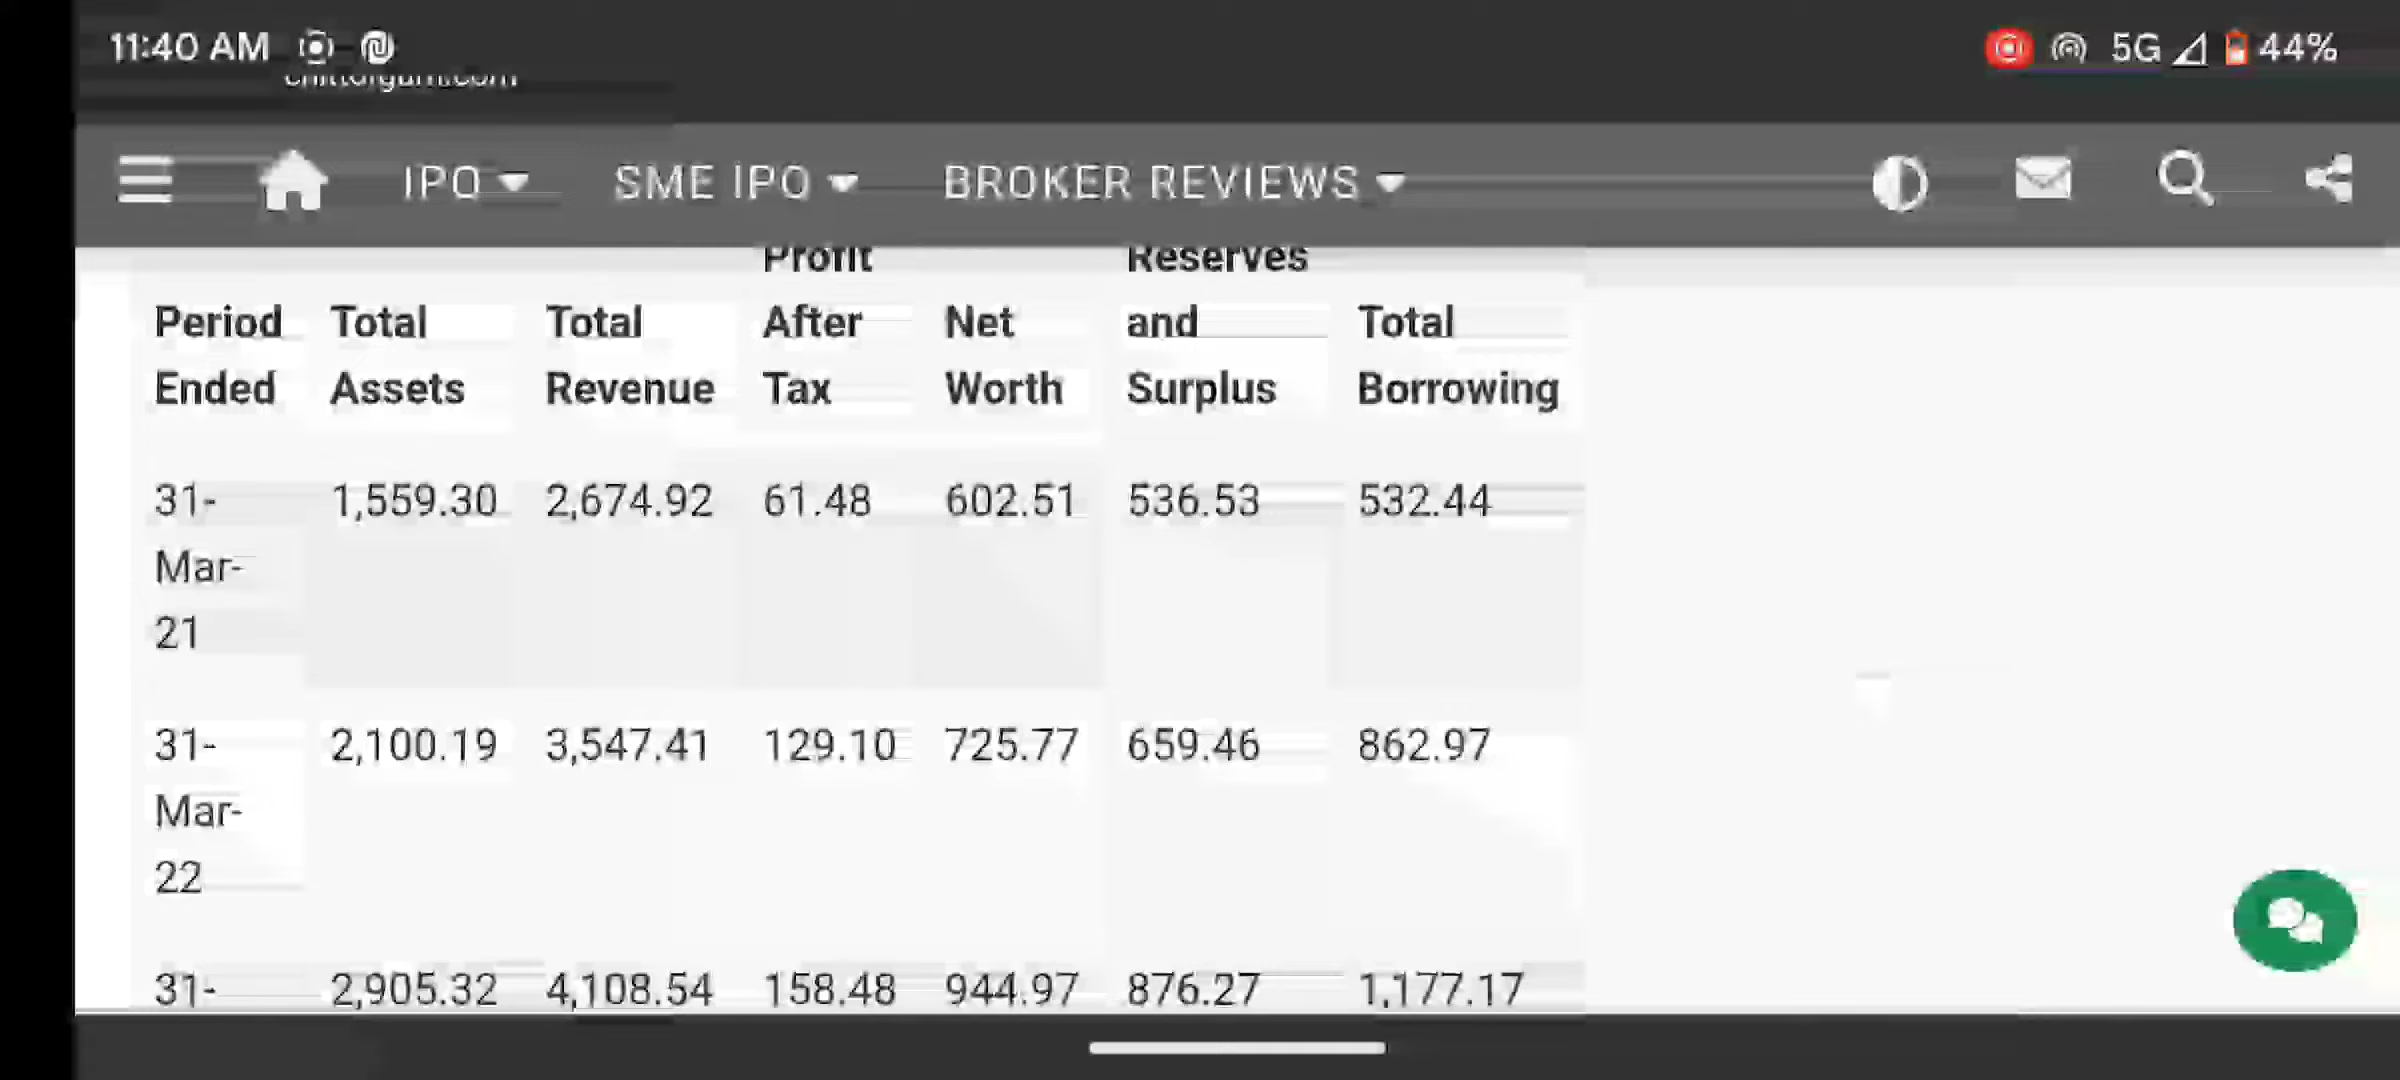 11:40 AM 5G 44%
chittorgarh.com
IPO SME IPO BROKER REVIEWS
Profit Reserves
Period Total Total After Net and Total
Ended Assets Revenue Tax Worth Surplus Borrowing
31- 1,559.30 2,674.92 61.48 602.51 536.53 532.44
Mar-
21
31- 2,100.19 3,547.41 129.10 725.77 659.46 862.97
Mar-
22
31- 2,905.32 4,108.54 158.48 944.97 876.27 1,177.17